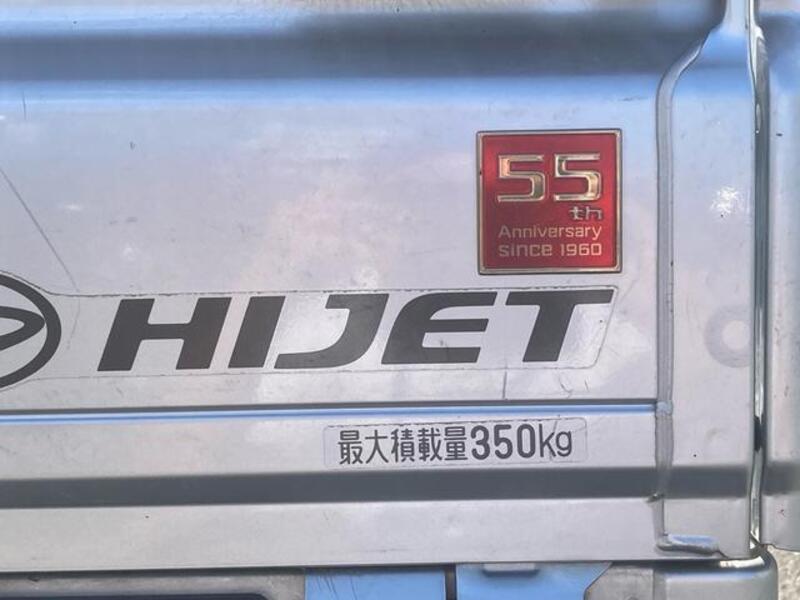 55
th
Anniversary
since 1960
HIJET
最大積載量350kg